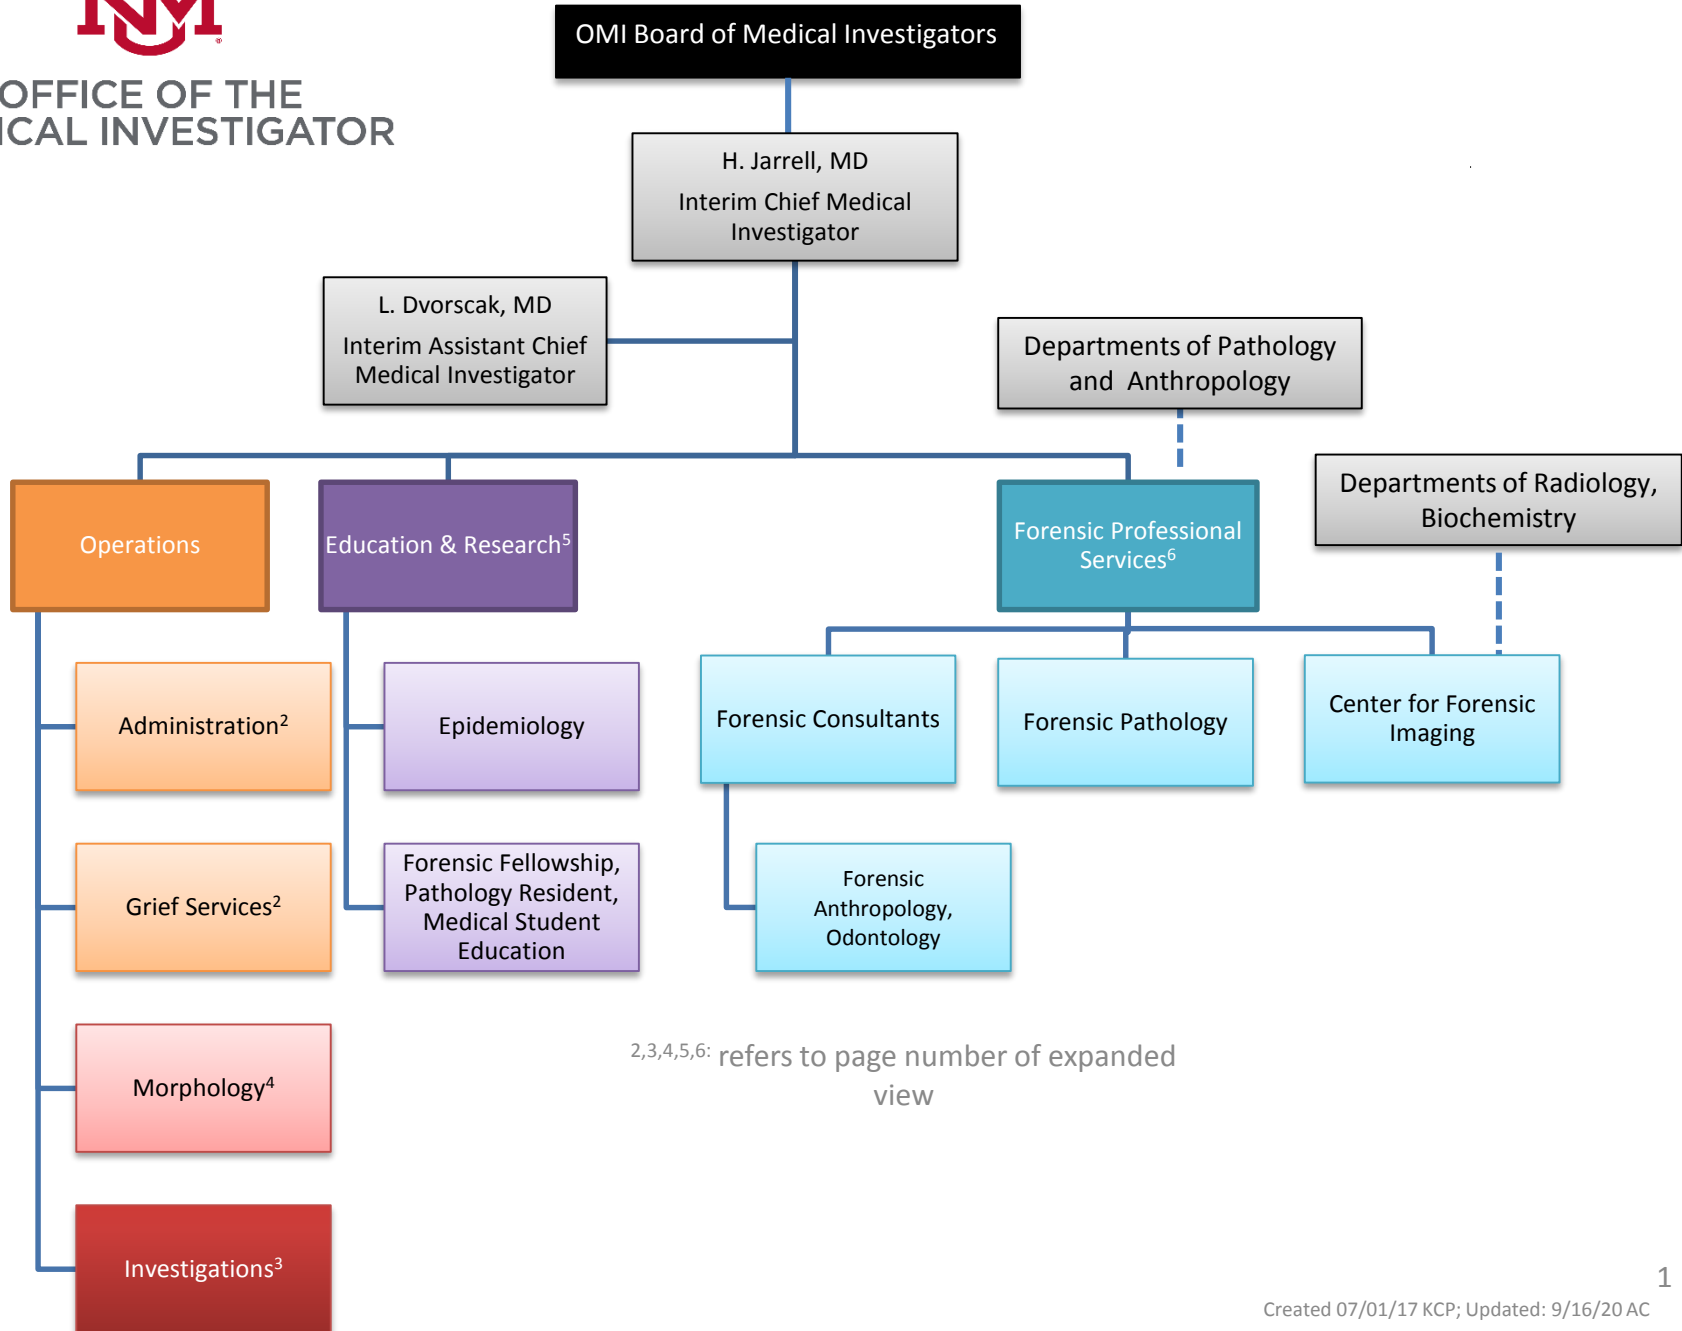 OMI Board of Medical Investigators
OFFICE OF THE
ICAL INVESTIGATOR
H. Jarrell, MD
Interim Chief Medical
Investigator
L. Dvorscak, MD
Interim Assistant Chief
Medical Investigator
Departments of Pathology
and Anthropology
Departments of Radiology,
Biochemistry
Operations
Education & Research⁵
Forensic Professional
Services⁶
Administration²
Epidemiology
Forensic Consultants
Forensic Pathology
Center for Forensic
Imaging
Grief Services²
Forensic Fellowship,
Pathology Resident,
Medical Student
Education
Forensic
Anthropology,
Odontology
Morphology⁴
2,3,4,5,6: refers to page number of expanded
view
Investigations³
1
Created 07/01/17 KCP; Updated: 9/16/20 AC